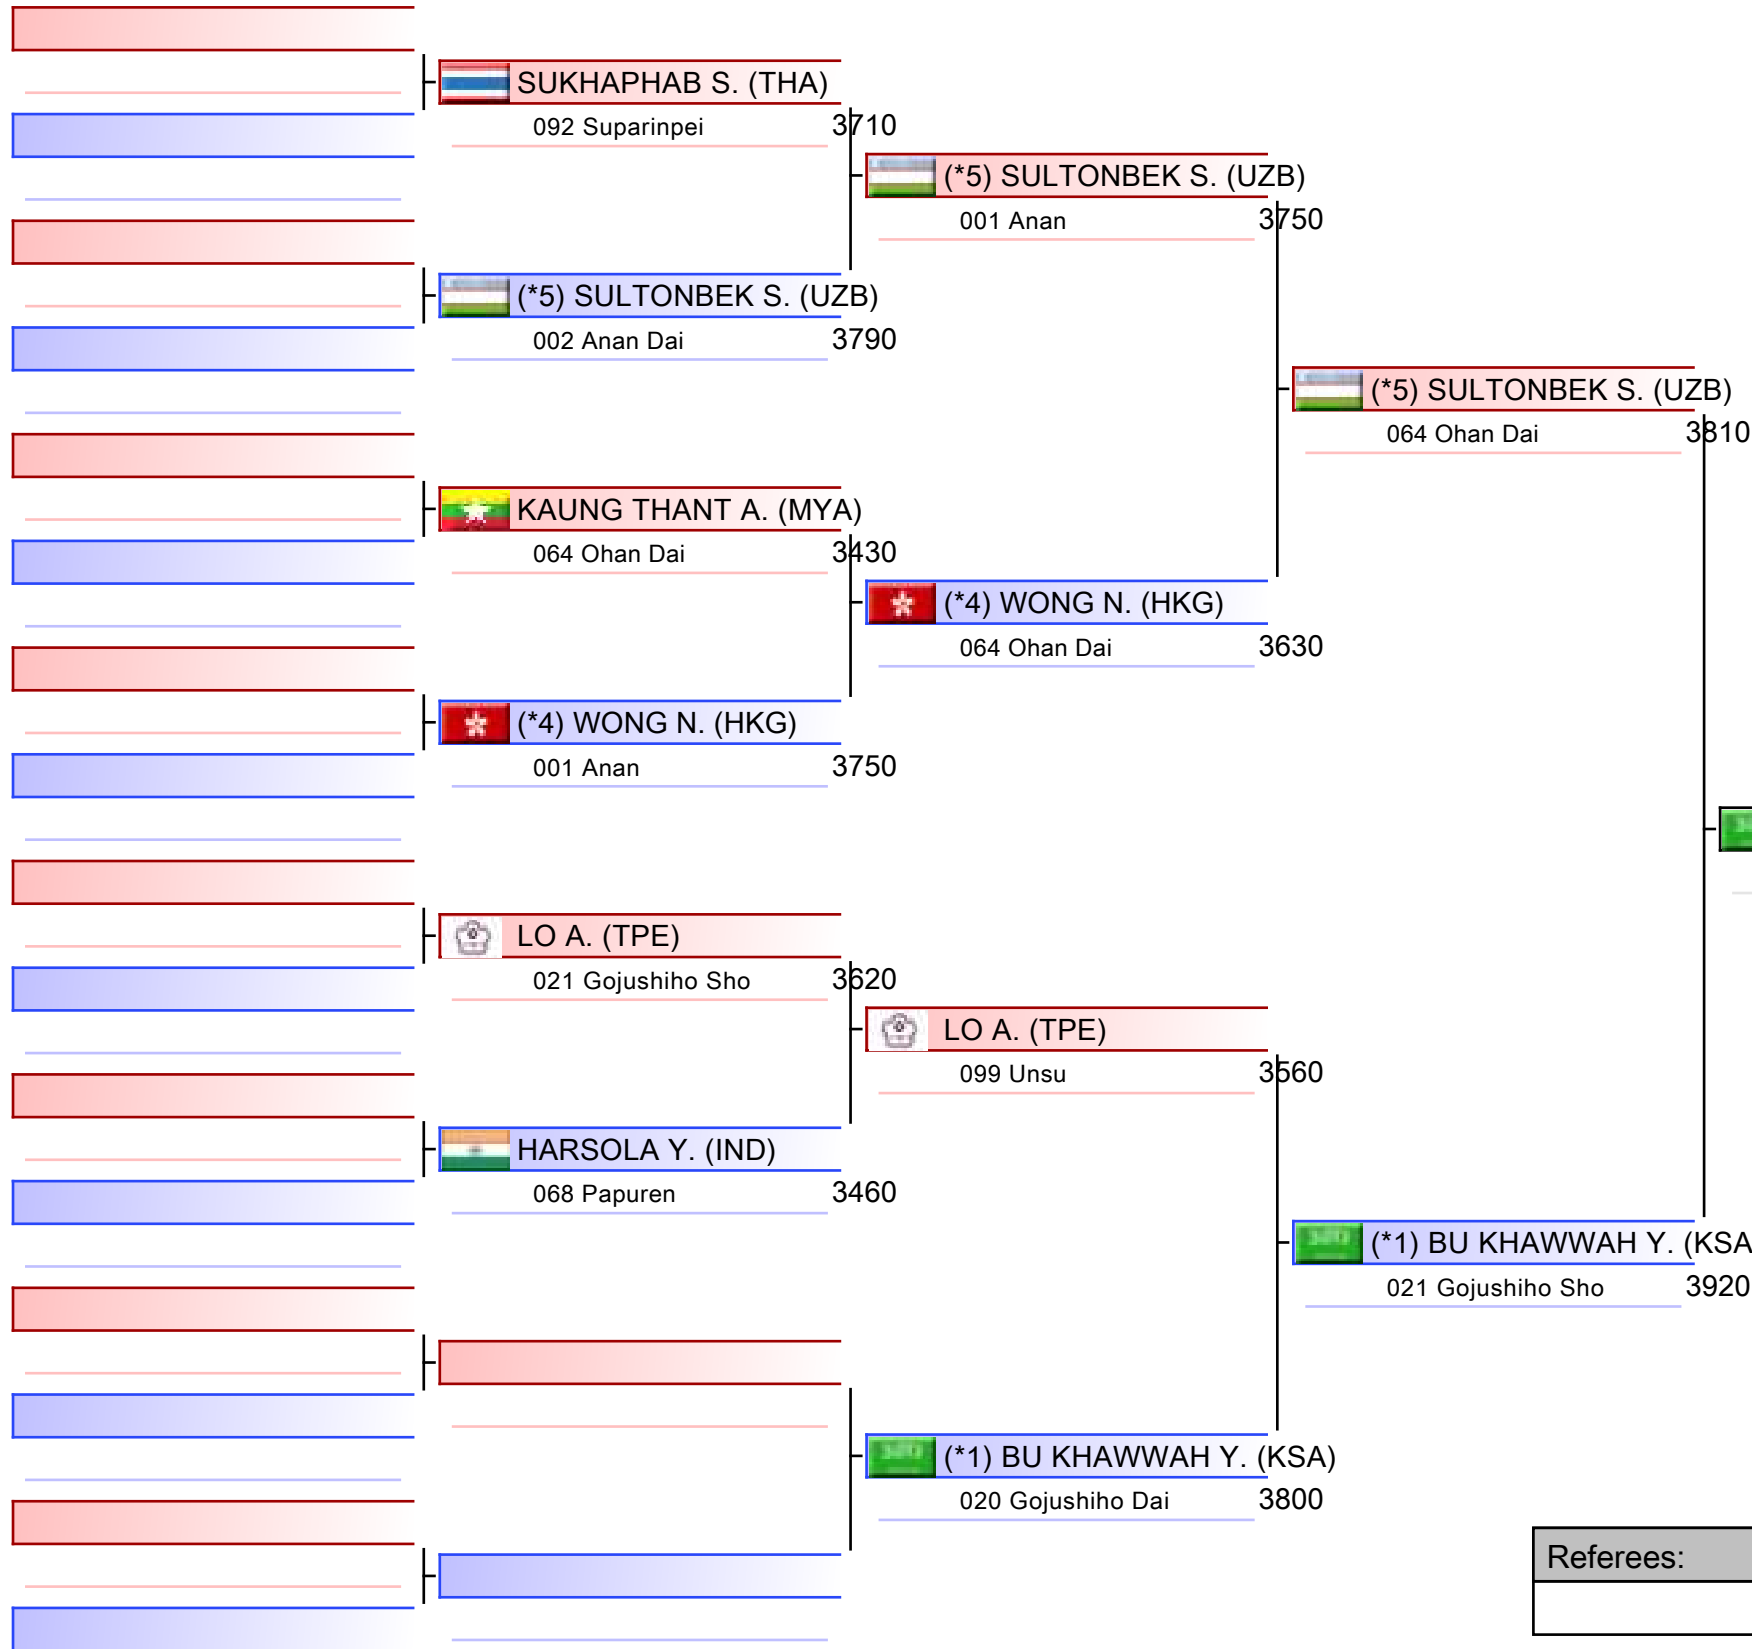 SUKHAPHAB S. (THA)
092 Suparinpei 3710
(*5) SULTONBEK S. (UZB)
001 Anan 3750
(*5) SULTONBEK S. (UZB)
002 Anan Dai 3790
(*5) SULTONBEK S. (UZB)
064 Ohan Dai 3810
KAUNG THANT A. (MYA)
064 Ohan Dai 3430
(*4) WONG N. (HKG)
064 Ohan Dai 3630
(*4) WONG N. (HKG)
001 Anan 3750
LO A. (TPE)
021 Gojushiho Sho 3620
LO A. (TPE)
099 Unsu 3560
HARSOLA Y. (IND)
068 Papuren 3460
(*1) BU KHAWWAH Y. (KSA
021 Gojushiho Sho 3920
(*1) BU KHAWWAH Y. (KSA)
020 Gojushiho Dai 3800
Referees: